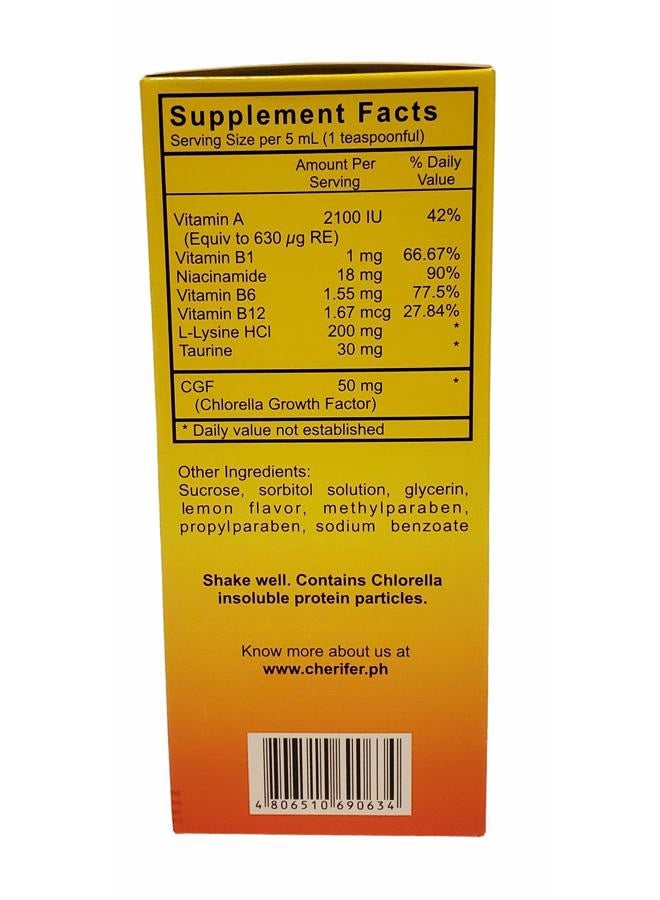 Supplement Facts
Serving Size per 5 mL (1 teaspoonful)
Amount Per Serving % Daily Value
Vitamin A 2100 IU 42%
(Equiv to 630 µg RE)
Vitamin B1 1 mg 66.67%
Niacinamide 18 mg 90%
Vitamin B6 1.55 mg 77.5%
Vitamin B12 1.67 mcg 27.84%
L-Lysine HCl 200 mg *
Taurine 30 mg *
CGF 50 mg *
(Chlorella Growth Factor)
* Daily value not established
Other Ingredients:
Sucrose, sorbitol solution, glycerin,
lemon flavor, methylparaben,
propylparaben, sodium benzoate
Shake well. Contains Chlorella
insoluble protein particles.
Know more about us at
www.cherifer.ph
4 806510 690634